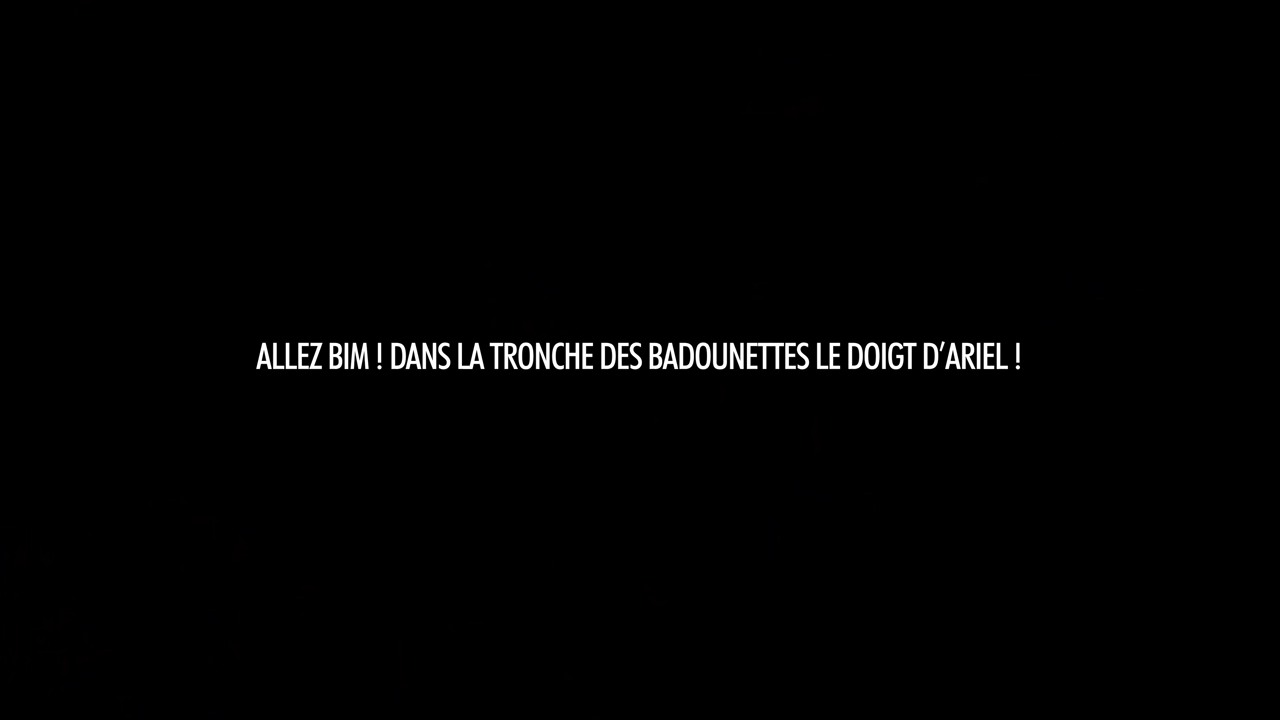 ALLEZ BIM ! DANS LA TRONCHE DES BADOUNETTES LE DOIGT D’ARIEL !